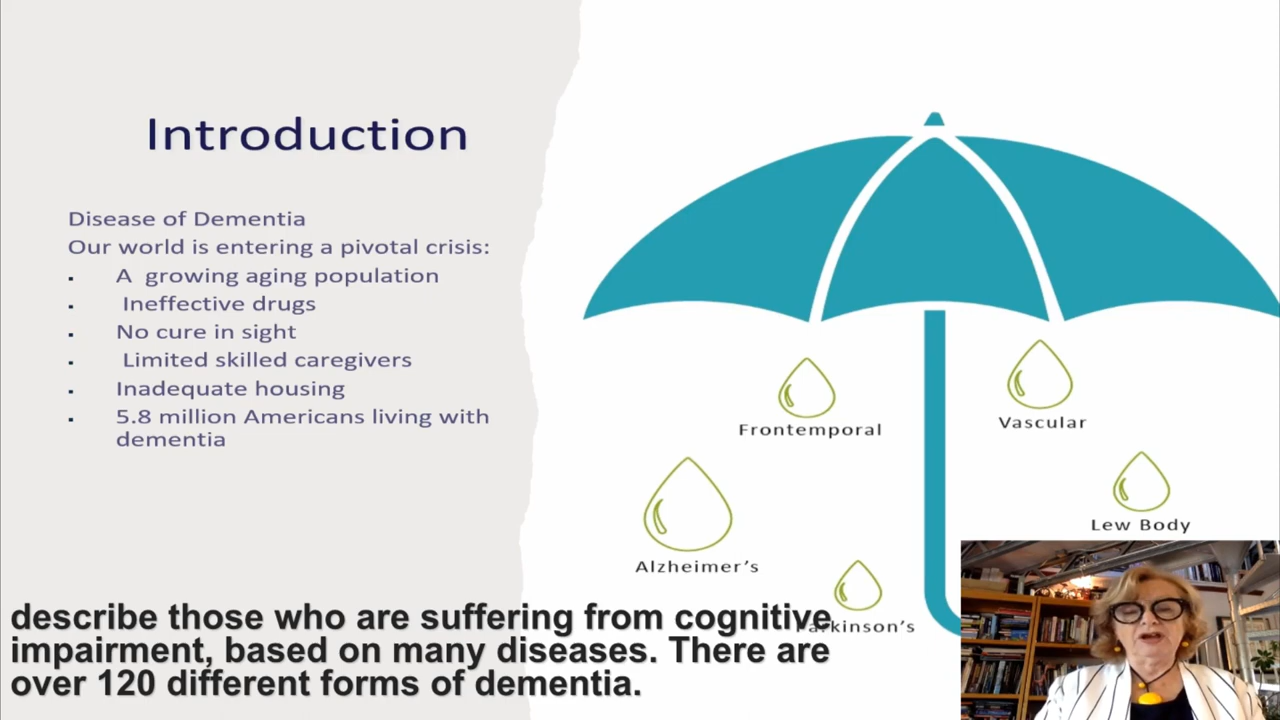 Introduction
Disease of Dementia
Our world is entering a pivotal crisis:
▪ A growing aging population
▪ Ineffective drugs
▪ No cure in sight
▪ Limited skilled caregivers
▪ Inadequate housing
▪ 5.8 million Americans living with
dementia
Frontemporal
Vascular
Lew Body
Alzheimer’s
Parkinson’s
describe those who are suffering from cognitive
impairment, based on many diseases. There are
over 120 different forms of dementia.